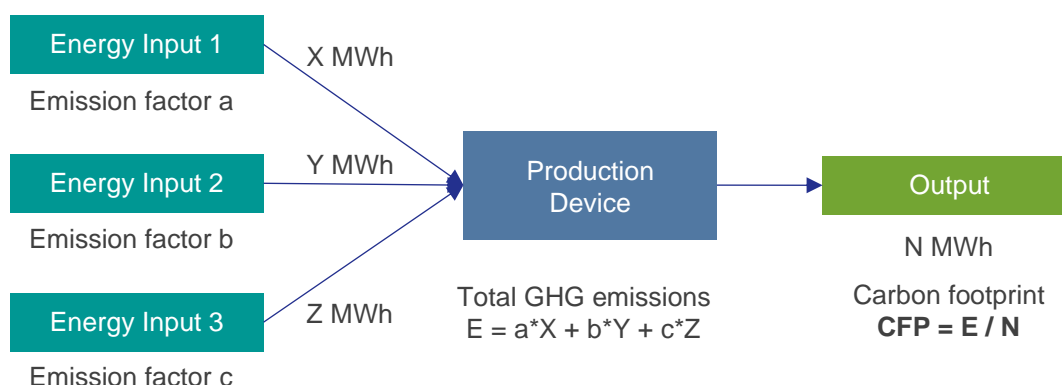 Energy Input 1
Emission factor a
X MWh
Energy Input 2
Emission factor b
Y MWh
Energy Input 3
Emission factor c
Z MWh
Production
Device
Total GHG emissions
E = a*X + b*Y + c*Z
Output
N MWh
Carbon footprint
CFP = E / N